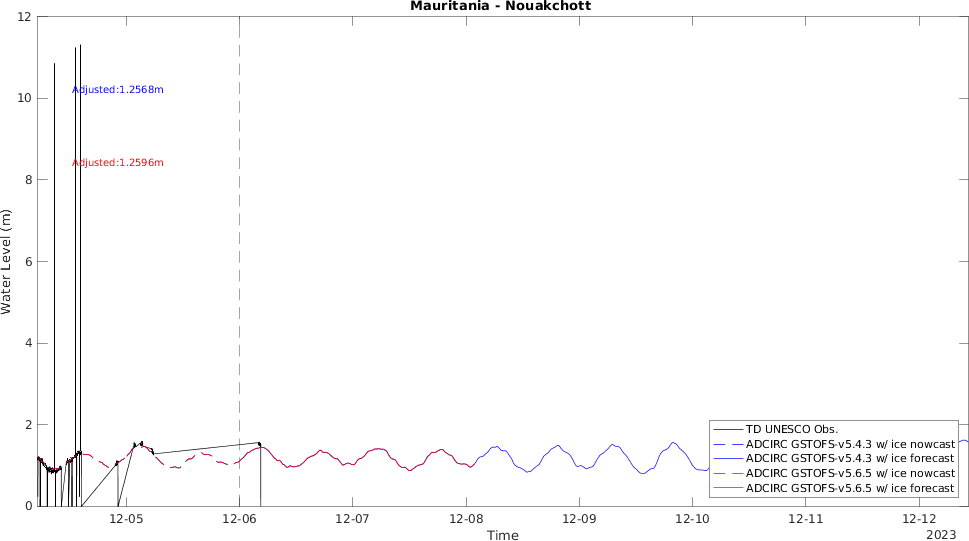 Mauritania - Nouakchott
12
10
8
6
4
2
0
Water Level (m)
Adjusted:1.2568m
Adjusted:1.2596m
TD UNESCO Obs.
ADCIRC GSTOFS-v5.4.3 w/ ice nowcast
ADCIRC GSTOFS-v5.4.3 w/ ice forecast
ADCIRC GSTOFS-v5.6.5 w/ ice nowcast
ADCIRC GSTOFS-v5.6.5 w/ ice forecast
12-05 12-06 12-07 12-08 12-09 12-10 12-11 12-12
Time
2023